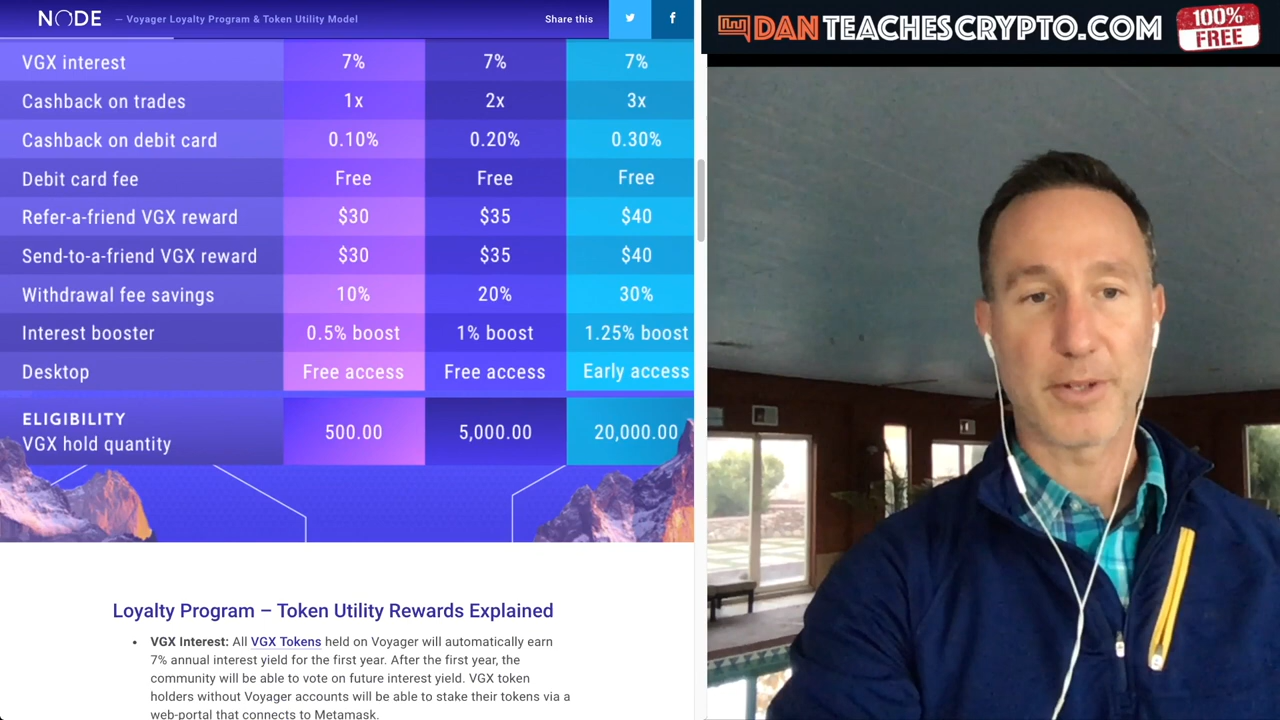 NODE — Voyager Loyalty Program & Token Utility Model Share this
VGX interest 7% 7% 7%
Cashback on trades 1x 2x 3x
Cashback on debit card 0.10% 0.20% 0.30%
Debit card fee Free Free Free
Refer-a-friend VGX reward $30 $35 $40
Send-to-a-friend VGX reward $30 $35 $40
Withdrawal fee savings 10% 20% 30%
Interest booster 0.5% boost 1% boost 1.25% boost
Desktop Free access Free access Early access
ELIGIBILITY
VGX hold quantity 500.00 5,000.00 20,000.00
Loyalty Program – Token Utility Rewards Explained
• VGX Interest: All VGX Tokens held on Voyager will automatically earn
7% annual interest yield for the first year. After the first year, the
community will be able to vote on future interest yield. VGX token
holders without Voyager accounts will be able to stake their tokens via a
web-portal that connects to Metamask.
DANTEACHESCRYPTO.COM
100%
FREE